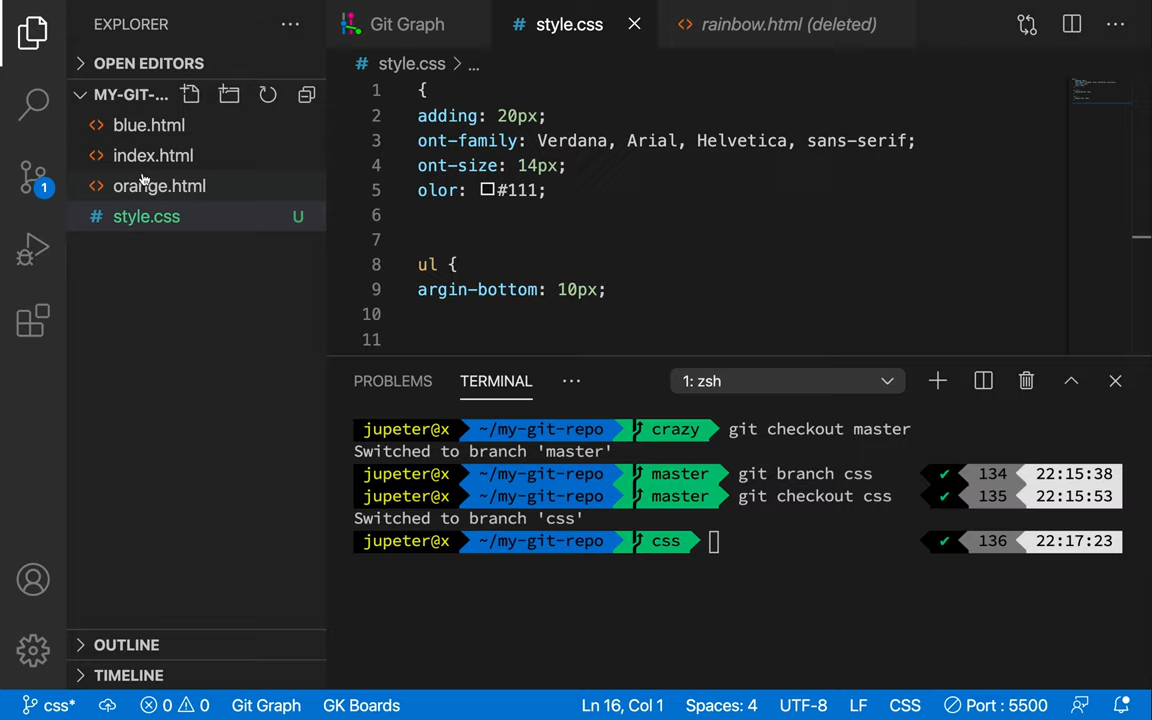 EXPLORER
Git Graph
# style.css
rainbow.html (deleted)
OPEN EDITORS
MY-GIT-...
blue.html
index.html
orange.html
# style.css U
1
# style.css > ...
1 {
2 adding: 20px;
3 ont-family: Verdana, Arial, Helvetica, sans-serif;
4 ont-size: 14px;
5 olor: #111;
6
7
8 ul {
9 argin-bottom: 10px;
10
11
PROBLEMS TERMINAL ... 1: zsh
jupeter@x ~/my-git-repo crazy git checkout master
Switched to branch 'master'
jupeter@x ~/my-git-repo master git branch css ✔ 134 22:15:38
jupeter@x ~/my-git-repo master git checkout css ✔ 135 22:15:53
Switched to branch 'css'
jupeter@x ~/my-git-repo css ✔ 136 22:17:23
OUTLINE
TIMELINE
css* 0 0 Git Graph GK Boards Ln 16, Col 1 Spaces: 4 UTF-8 LF CSS Port : 5500